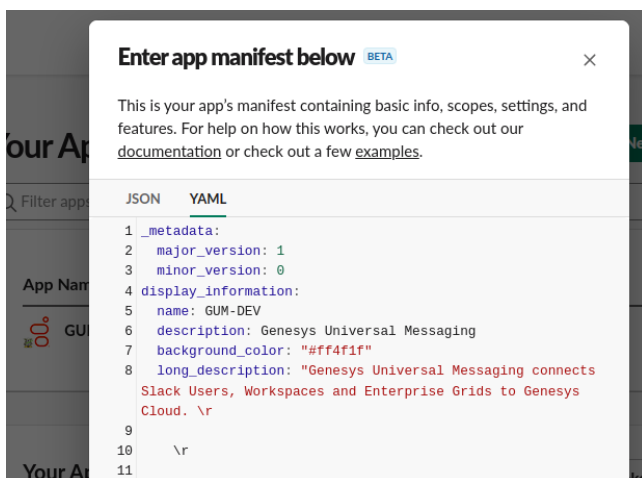 Enter app manifest below BETA
This is your app's manifest containing basic info, scopes, settings, and
features. For help on how this works, you can check out our
documentation or check out a few examples.
our Ap
Ne
Filter apps
JSON YAML
App Nam
GU
1 _metadata:
2 major_version: 1
3 minor_version: 0
4 display_information:
5 name: GUM-DEV
6 description: Genesys Universal Messaging
7 background_color: "#ff4f1f"
8 long_description: "Genesys Universal Messaging connects
Slack Users, Workspaces and Enterprise Grids to Genesys
Cloud. \r
9
10 \r
11
Your Ap